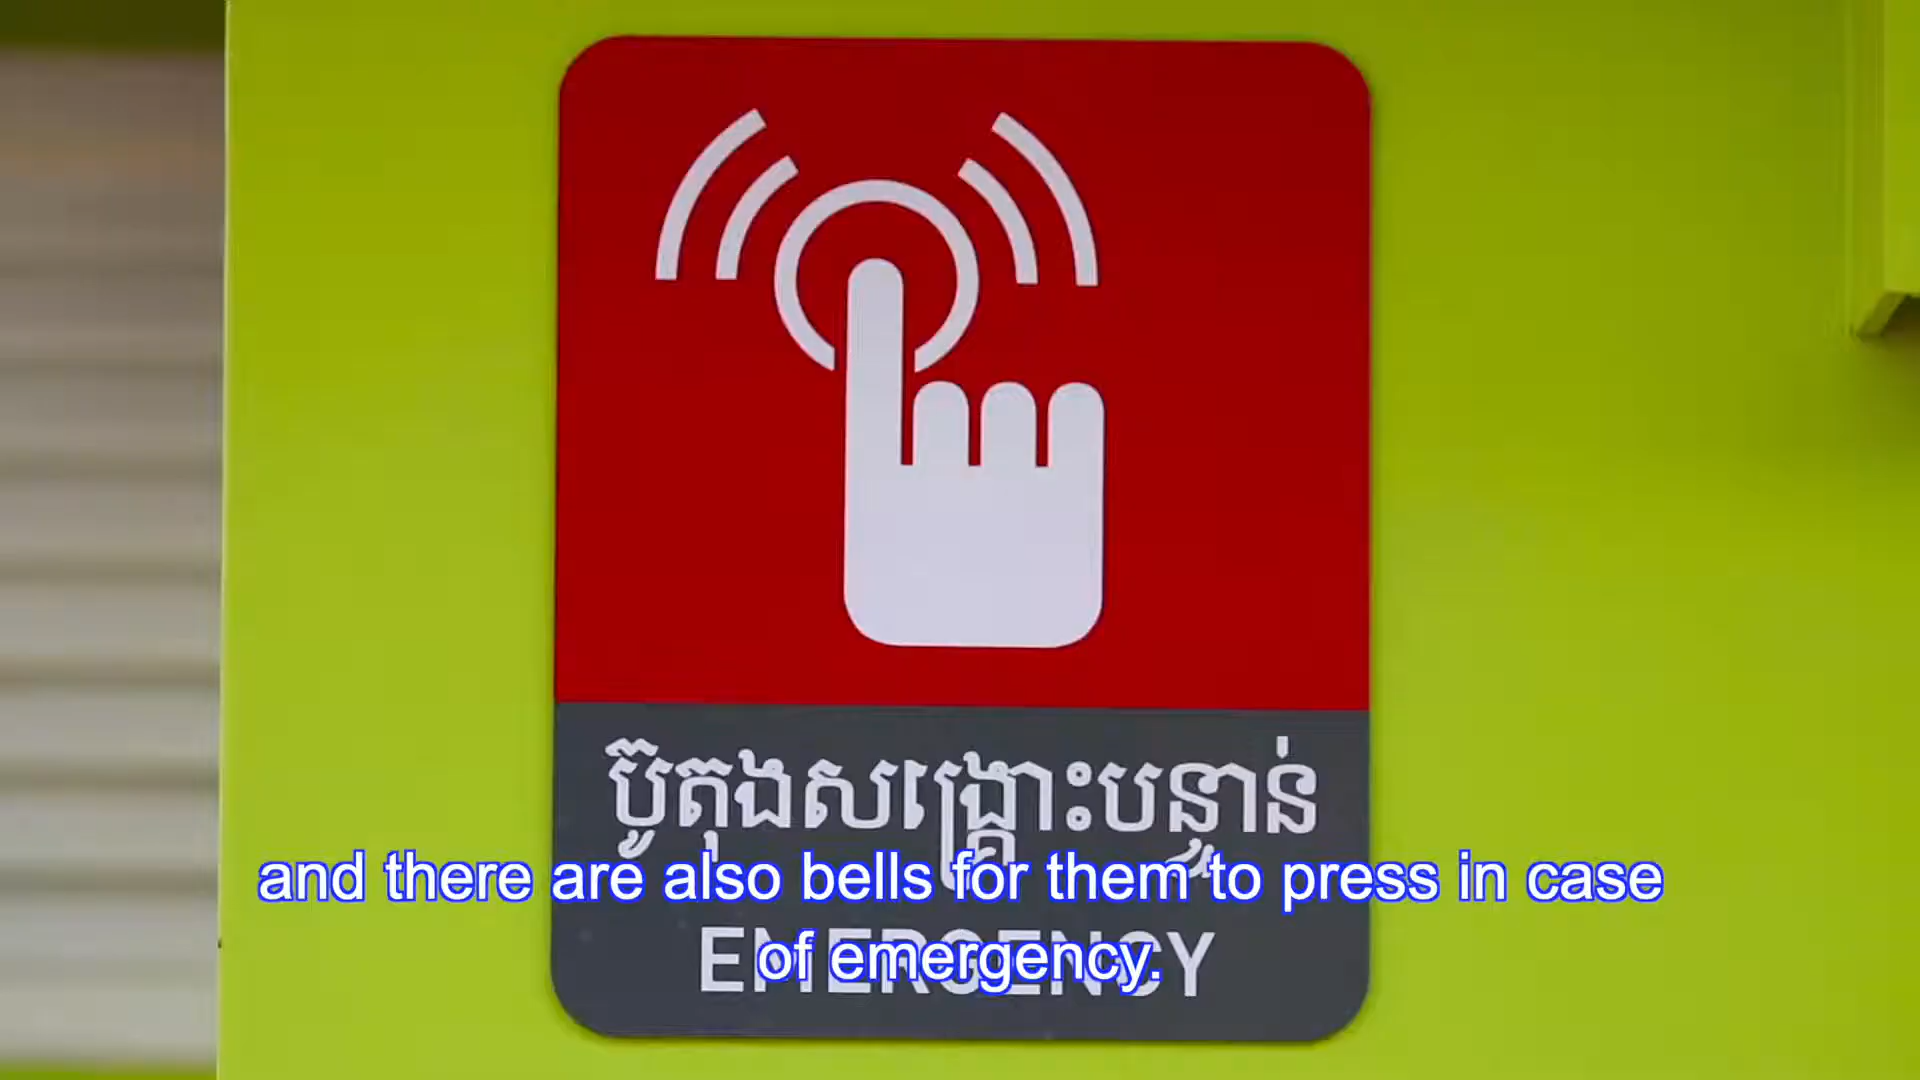 ប៊ូតុងសង្គ្រោះបន្ទាន់
and there are also bells for them to press in case
EMERGENCY
of emergency.